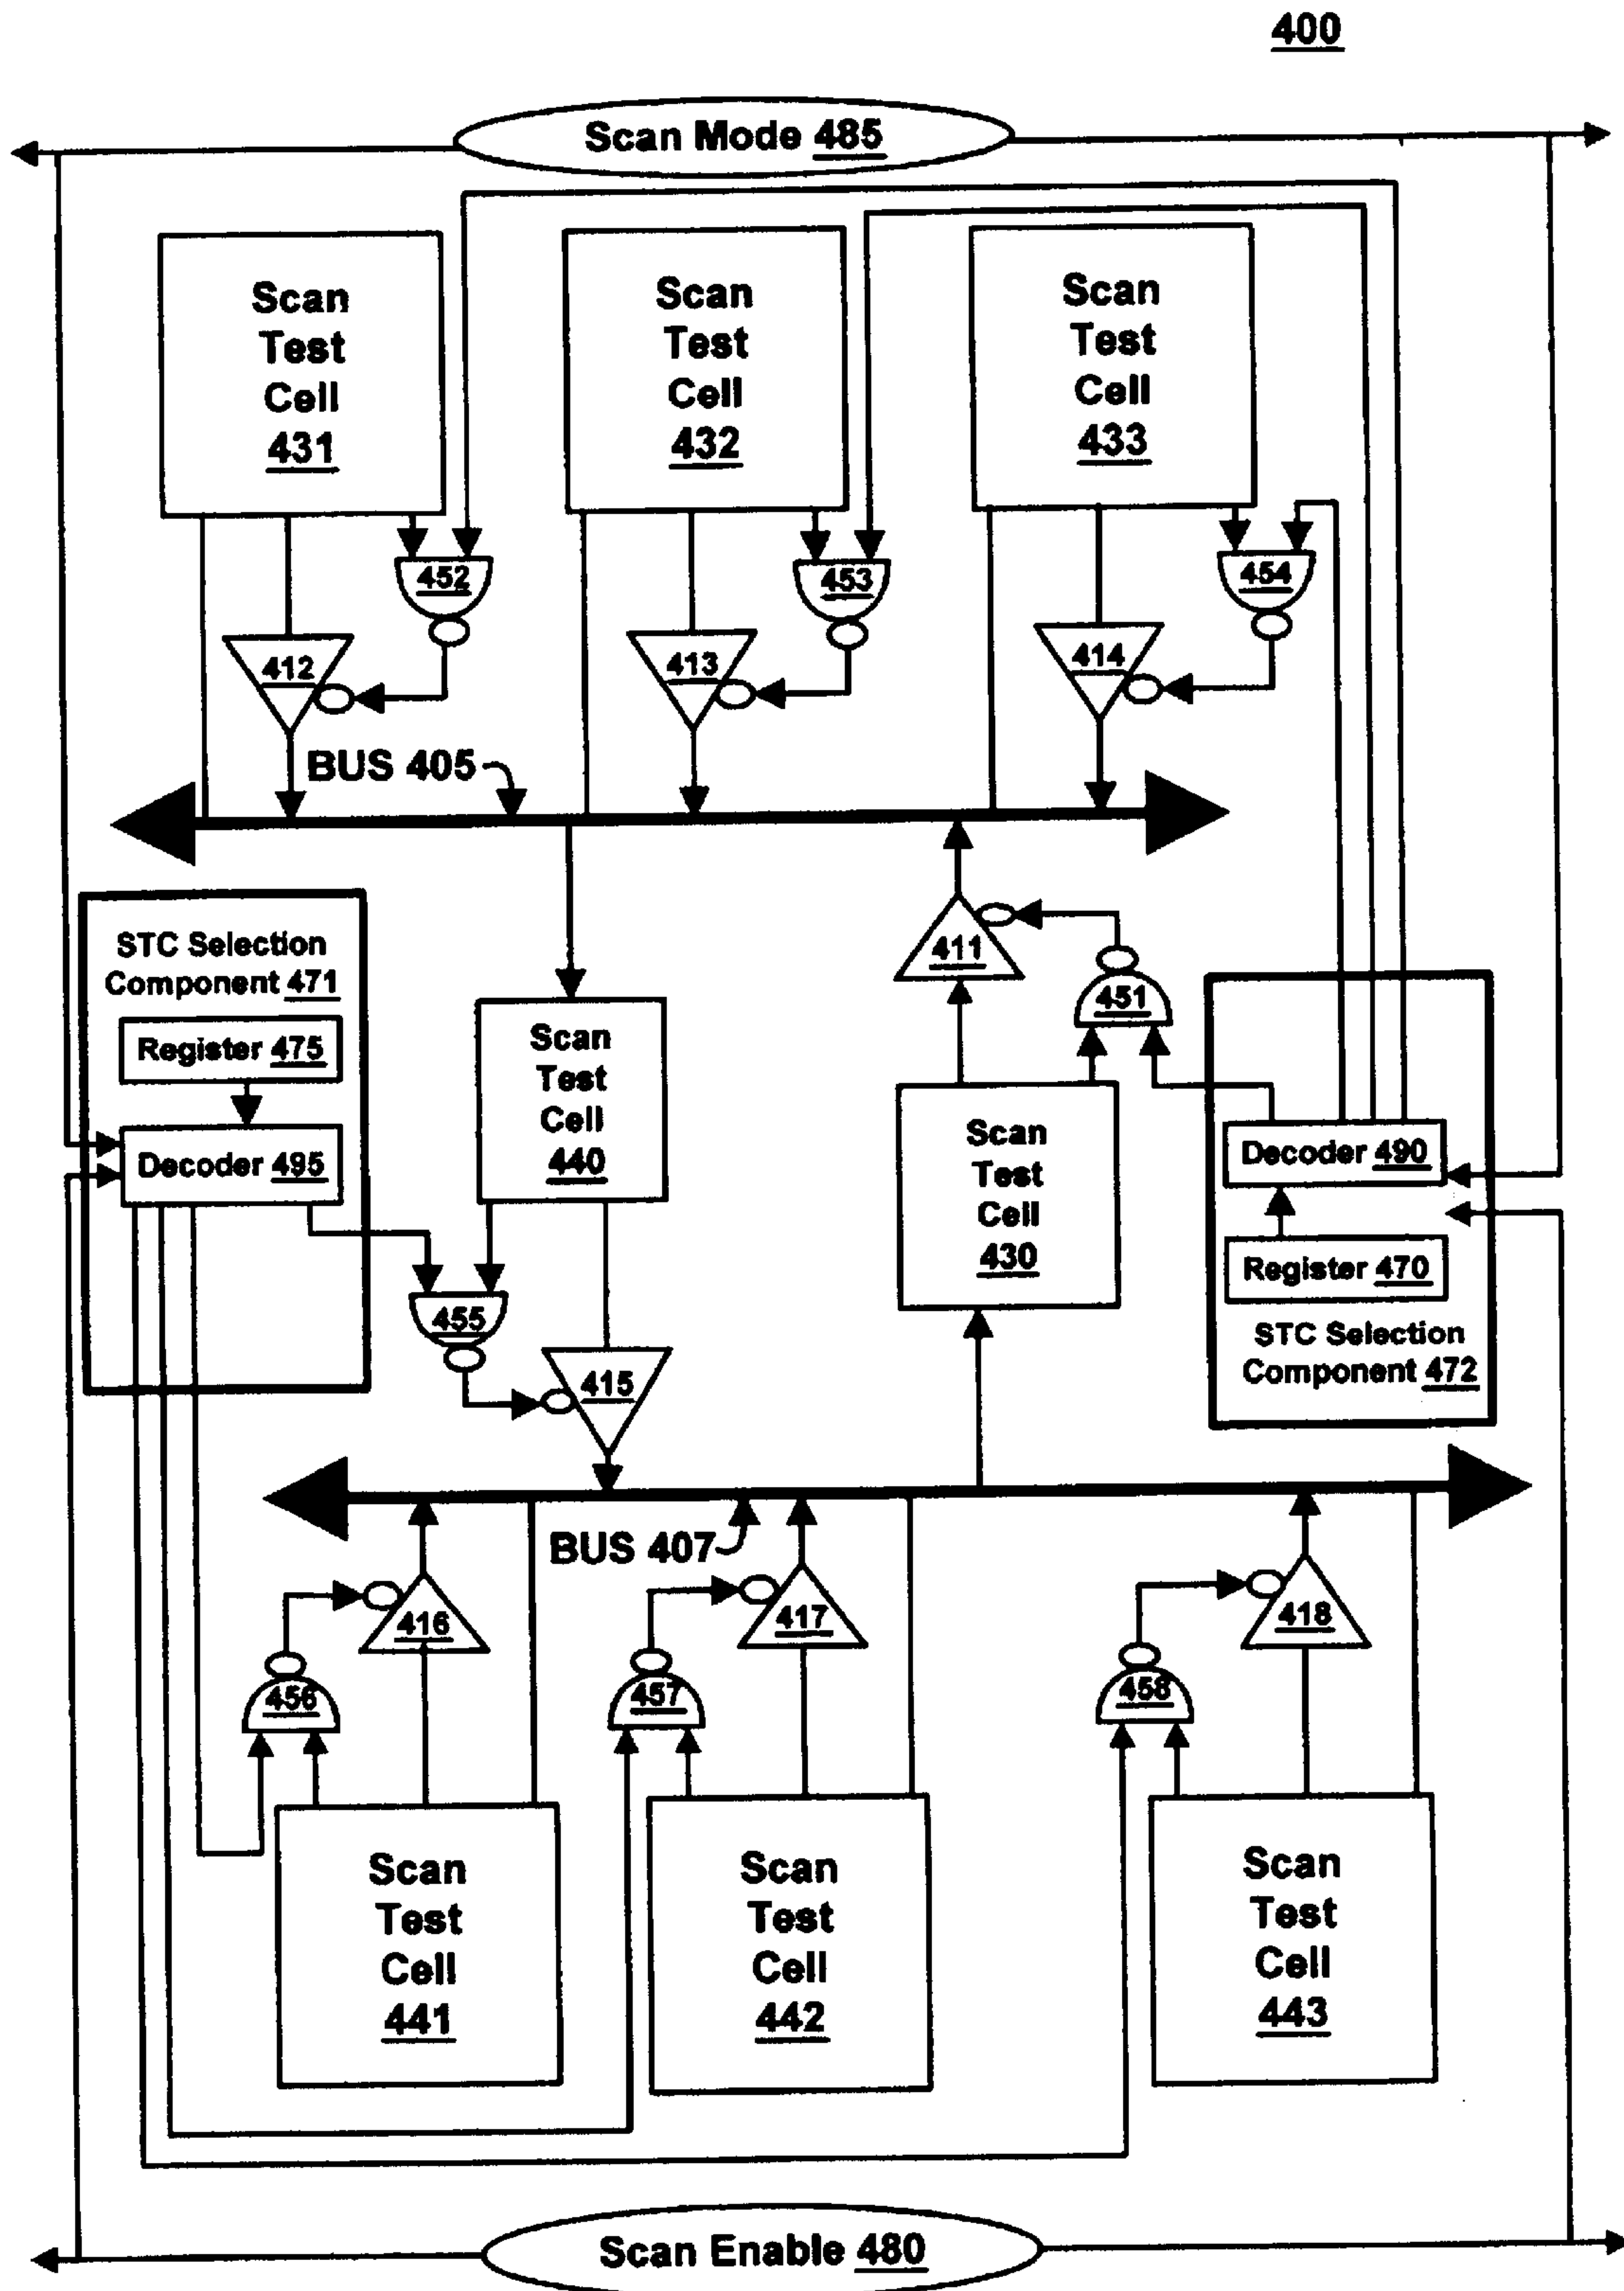 400
Scan Mode 485
Scan
Test
Cell
431
Scan
Test
Cell
432
Scan
Test
Cell
433
452
453
454
412
413
414
BUS 405
STC Selection
Component 471
Register 475
Decoder 495
Scan
Test
Cell
440
411
451
Scan
Test
Cell
430
Decoder 490
Register 470
STC Selection
Component 472
455
415
BUS 407
416
417
418
456
457
458
Scan
Test
Cell
441
Scan
Test
Cell
442
Scan
Test
Cell
443
Scan Enable 480